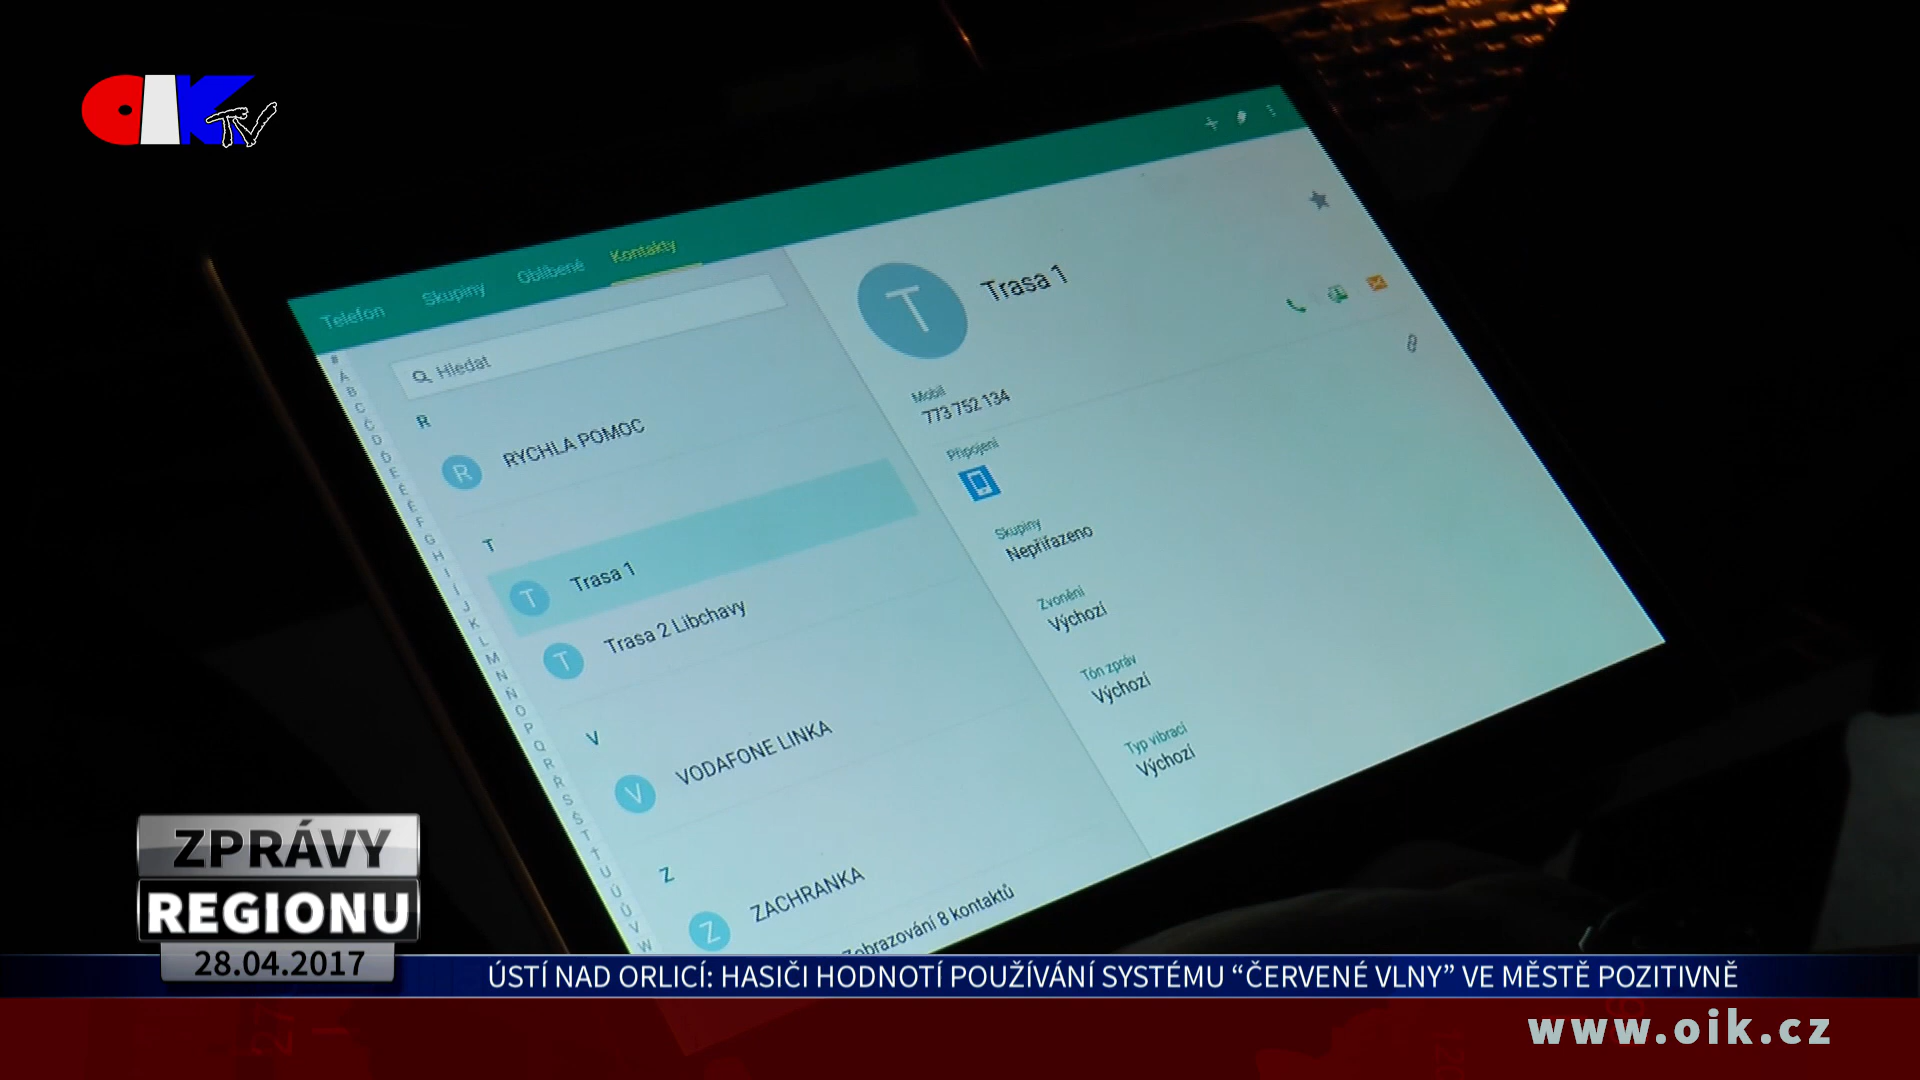 OIK TV
Telefon
Skupiny
Oblíbené
Kontakty
Hledat
#
A
B
C
Č
D
Ď
E
É
Ě
F
G
H
I
Í
J
K
L
M
N
Ň
O
P
Q
R
Ř
S
Š
T
Ť
U
Ú
Ů
V
W
R
R
RYCHLA POMOC
T
T
Trasa 1
T
Trasa 2 Libchavy
V
V
VODAFONE LINKA
Z
Z
ZACHRANKA
Zobrazování 8 kontaktů
T
Trasa 1
Mobil
773 752 134
Připojení
Skupiny
Nepřiřazeno
Zvonění
Výchozí
Tón zpráv
Výchozí
Typ vibrací
Výchozí
ZPRÁVY
REGIONU
28.04.2017
ÚSTÍ NAD ORLICÍ: HASIČI HODNOTÍ POUŽÍVÁNÍ SYSTÉMU “ČERVENÉ VLNY” VE MĚSTĚ POZITIVNĚ
www.oik.cz